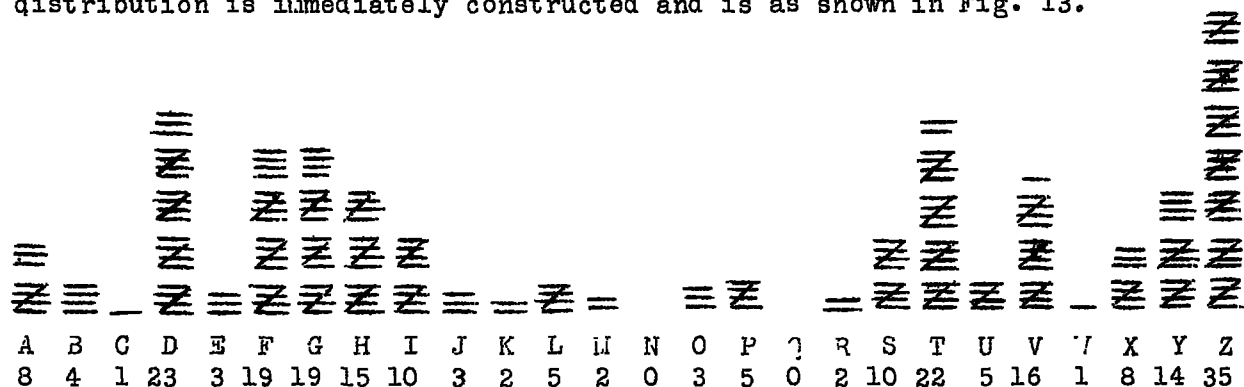 distribution is immediately constructed and is as shown in Fig. 13.
A B C D E F G H I J K L M N O P Q R S T U V W X Y Z
8 4 1 23 3 19 19 15 10 3 2 5 2 0 3 5 0 2 10 22 5 16 1 8 14 35